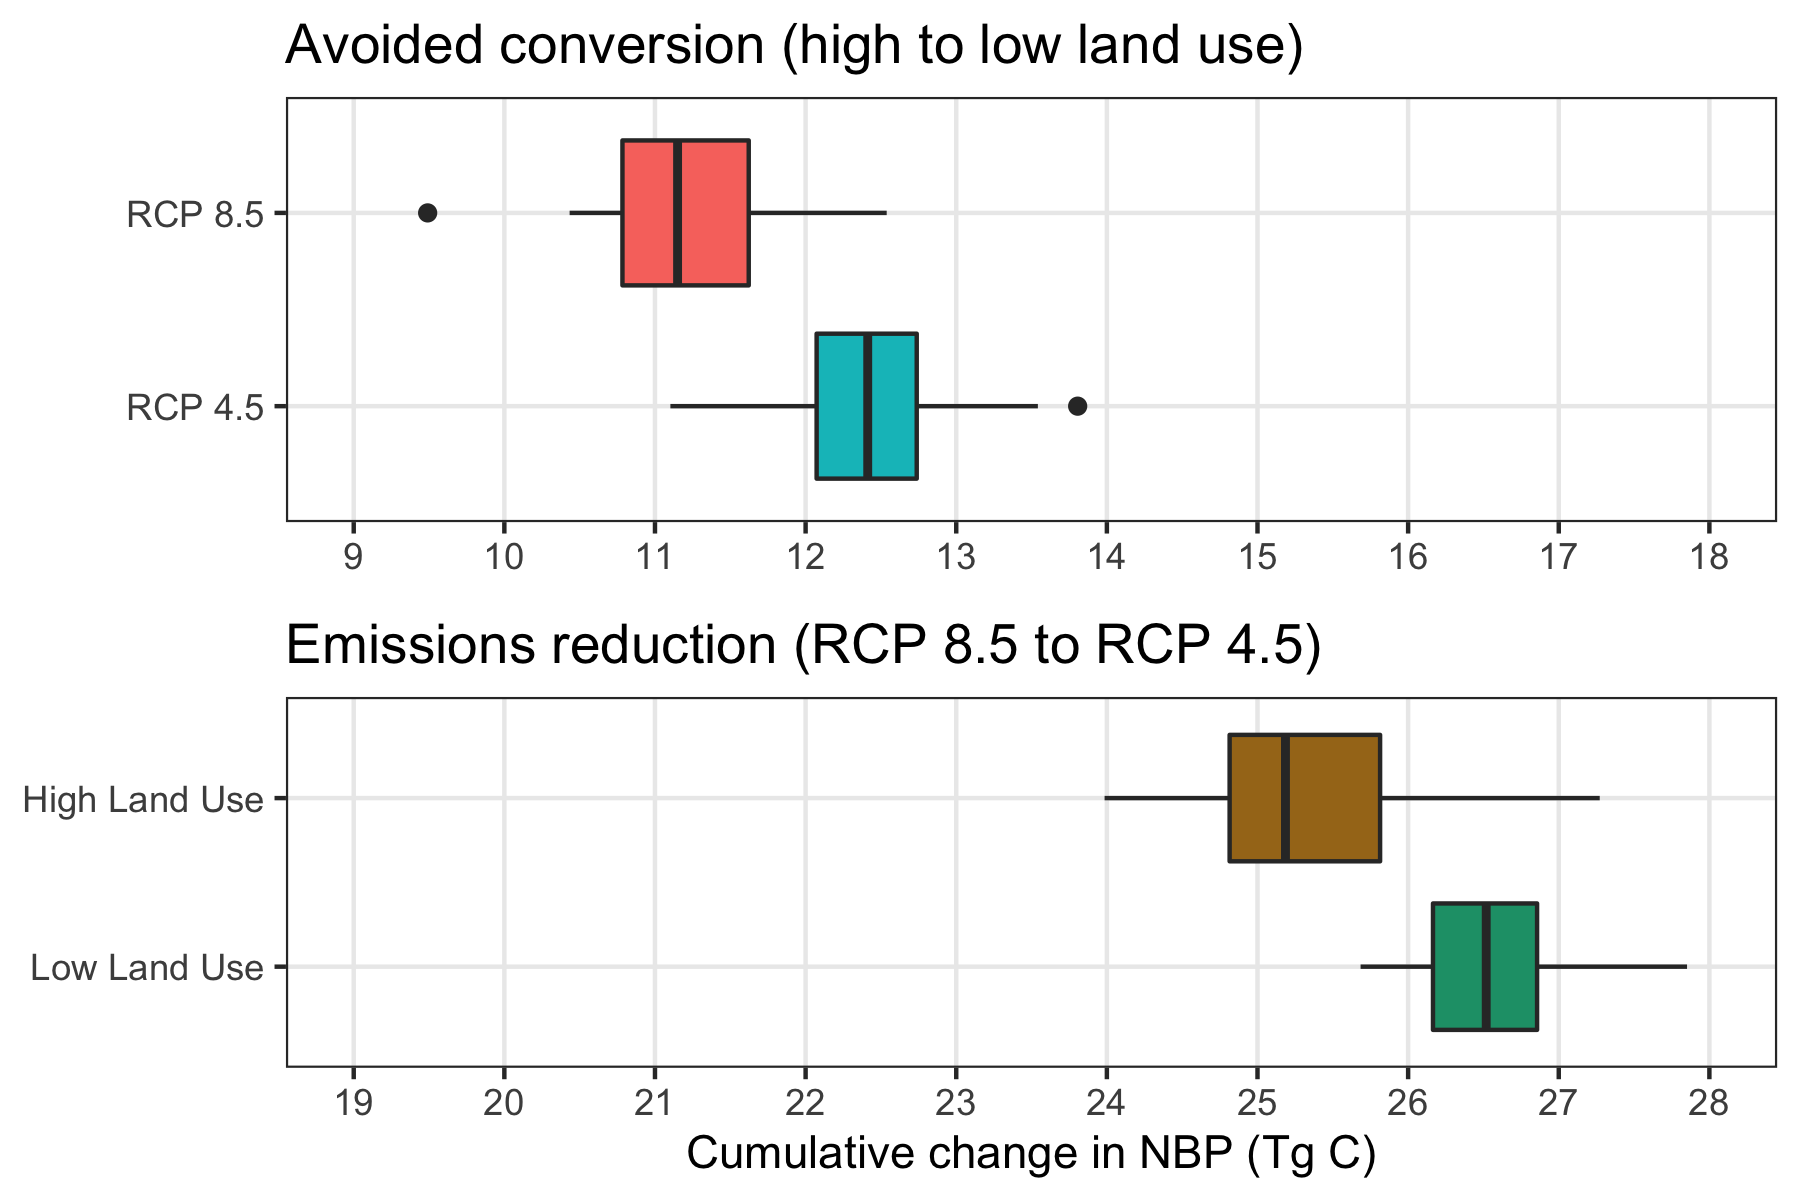 Avoided conversion (high to low land use)
RCP 8.5
RCP 4.5
9 10 11 12 13 14 15 16 17 18
Emissions reduction (RCP 8.5 to RCP 4.5)
High Land Use
Low Land Use
19 20 21 22 23 24 25 26 27 28
Cumulative change in NBP (Tg C)